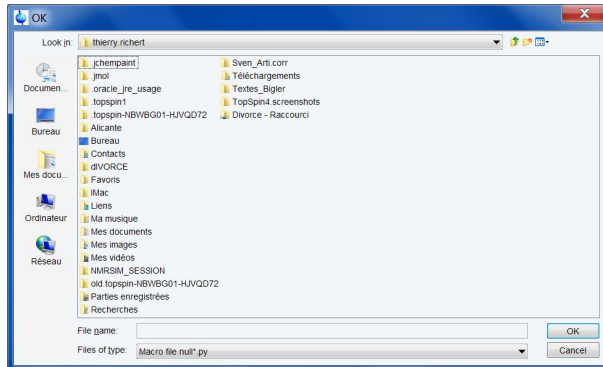 OK
Look in:
thierry.richert
Documen...
Bureau
Mes docu...
Ordinateur
Réseau
.jchempaint
.jmol
.oracle_jre_usage
.topspin1
.topspin-NBWBG01-HJVQD72
Alicante
Bureau
Contacts
dIVORCE
Favoris
IMac
Liens
Ma musique
Mes documents
Mes images
Mes vidéos
NMRSIM_SESSION
old.topspin-NBWBG01-HJVQD72
Parties enregistrées
Recherches
Sven_Arti.corr
Téléchargements
Textes_Bigler
TopSpin4.screenshots
Divorce - Raccourci
File name:
OK
Files of type: Macro file null*.py
Cancel